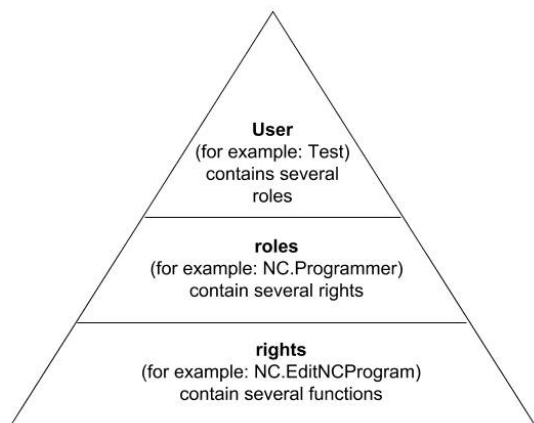 User
(for example: Test)
contains several
roles
roles
(for example: NC.Programmer)
contain several rights
rights
(for example: NC.EditNCProgram)
contain several functions